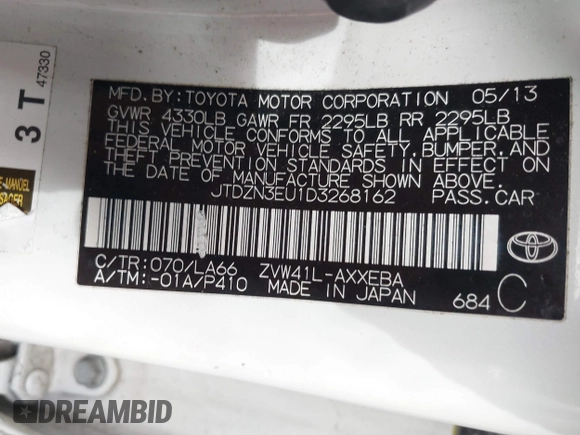 3 T
47330
MFD. BY: TOYOTA MOTOR CORPORATION 05/13
GVWR 4330LB GAWR FR 2295LB RR 2295LB
THIS VEHICLE CONFORMS TO ALL APPLICABLE
FEDERAL MOTOR VEHICLE SAFETY, BUMPER, AND
THEFT PREVENTION STANDARDS IN EFFECT ON
THE DATE OF MANUFACTURE SHOWN ABOVE.
JTDZN3EU1D3268162 PASS. CAR
C/TR: 070/LA66 ZVW41L-AXXEBA
A/TM: -01A/P410 MADE IN JAPAN
684 C
TOYOTA
DREAMBID